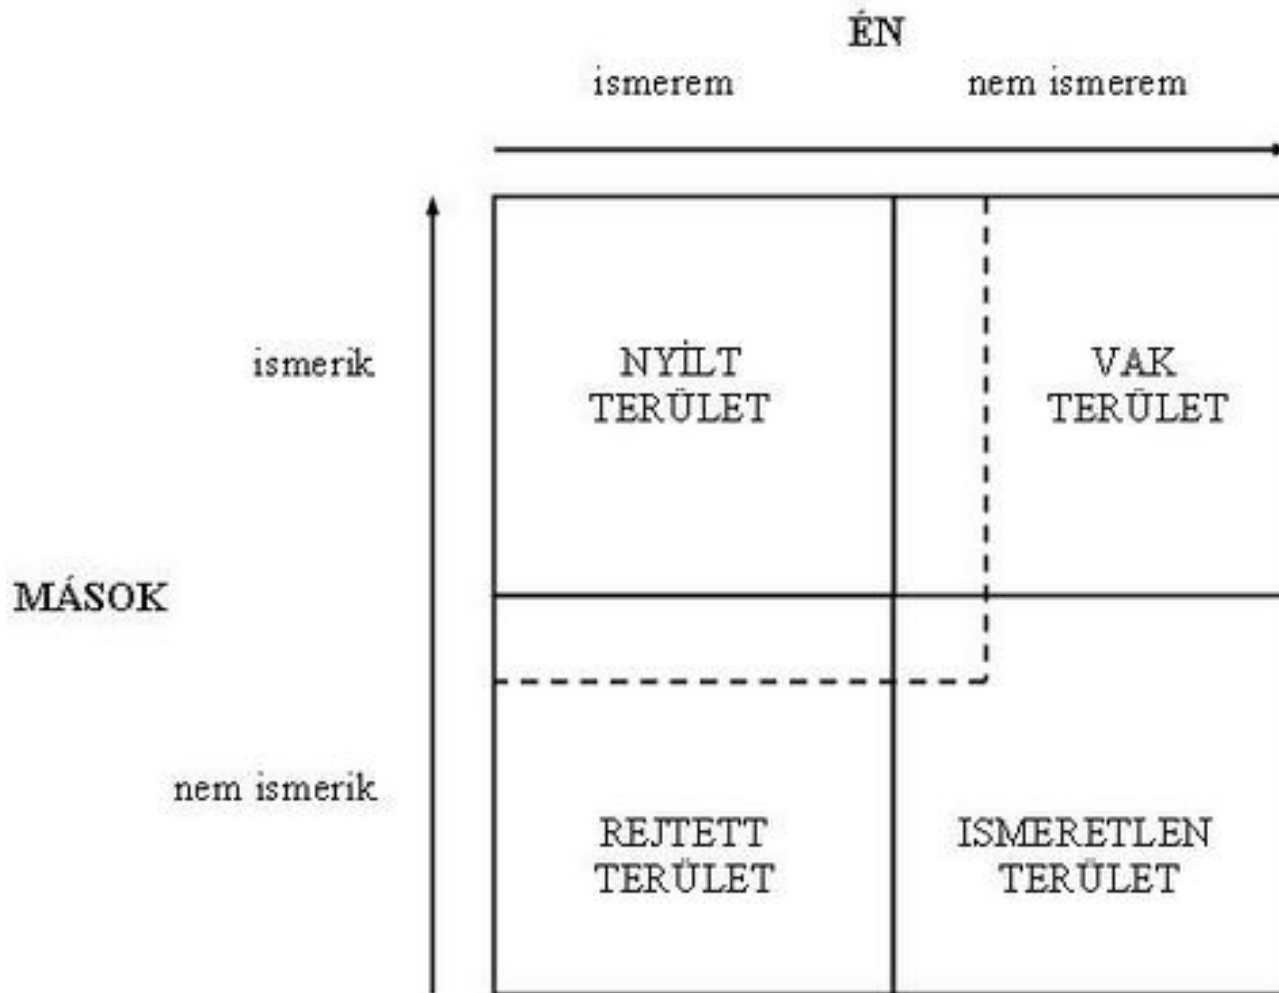 ÉN
ismerem nem ismerem
ismerik
NYÍLT
TERÜLET
VAK
TERÜLET
MÁSOK
nem ismerik
REJTETT
TERÜLET
ISMERETLEN
TERÜLET